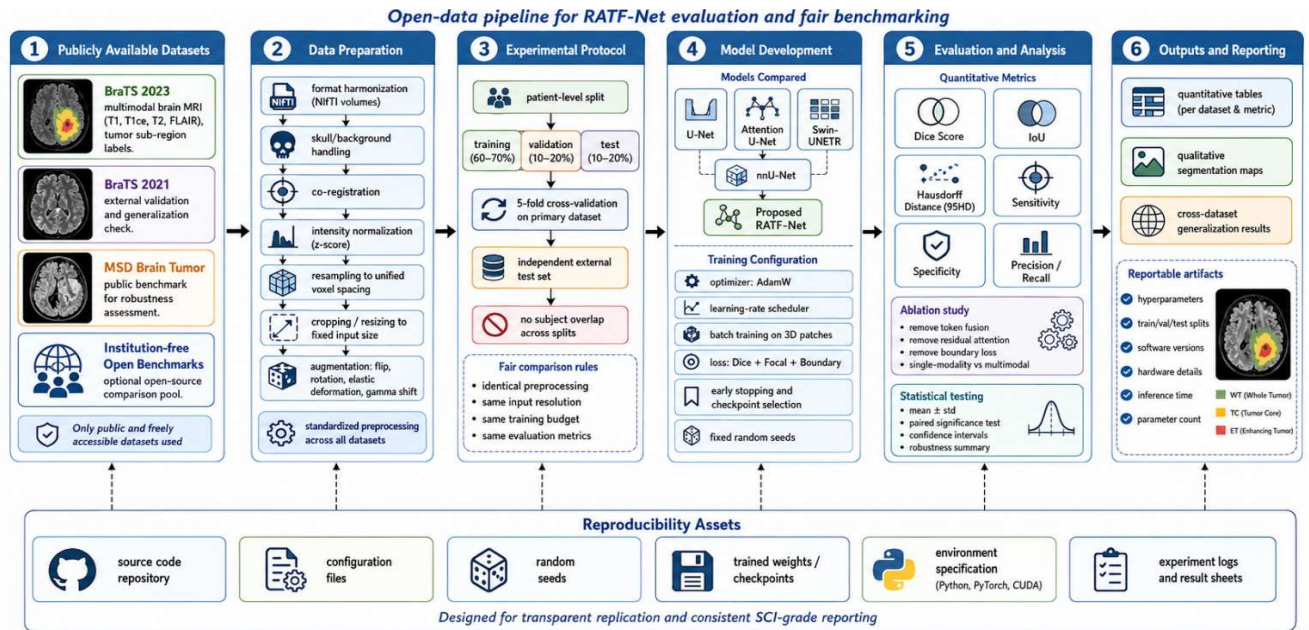 Open-data pipeline for RATF-Net evaluation and fair benchmarking
1 Publicly Available Datasets
BraTS 2023
multimodal brain MRI
(T1, T1ce, T2, FLAIR),
tumor sub-region
labels.
BraTS 2021
external validation
and generalization
check.
MSD Brain Tumor
public benchmark
for robustness
assessment.
Institution-free
Open Benchmarks
optional open-source
comparison pool.
Only public and freely
accessible datasets used
2 Data Preparation
NIFTI
format harmonization
(NIfTI volumes)
skull/background
handling
co-registration
intensity normalization
(z-score)
resampling to unified
voxel spacing
cropping / resizing to
fixed input size
augmentation: flip,
rotation, elastic
deformation, gamma shift
standardized preprocessing
across all datasets
3 Experimental Protocol
patient-level split
training
(60–70%)
validation
(10–20%)
test
(10–20%)
5-fold cross-validation
on primary dataset
independent external
test set
no subject overlap
across splits
Fair comparison rules
• identical preprocessing
• same input resolution
• same training budget
• same evaluation metrics
4 Model Development
Models Compared
U-Net
Attention
U-Net
Swin-
UNETR
nnU-Net
Proposed
RATF-Net
Training Configuration
optimizer: AdamW
learning-rate scheduler
batch training on 3D patches
loss: Dice + Focal + Boundary
early stopping and
checkpoint selection
fixed random seeds
5 Evaluation and Analysis
Quantitative Metrics
Dice Score
IoU
Hausdorff
Distance (95HD)
Sensitivity
Specificity
Precision /
Recall
Ablation study
• remove token fusion
• remove residual attention
• remove boundary loss
• single-modality vs multimodal
Statistical testing
• mean ± std
• paired significance test
• confidence intervals
• robustness summary
6 Outputs and Reporting
quantitative tables
(per dataset & metric)
qualitative
segmentation maps
cross-dataset
generalization results
Reportable artifacts
hyperparameters
train/val/test splits
software versions
hardware details
inference time
parameter count
WT (Whole Tumor)
TC (Tumor Core)
ET (Enhancing Tumor)
Reproducibility Assets
source code
repository
configuration
files
random
seeds
trained weights /
checkpoints
environment
specification
(Python, PyTorch, CUDA)
experiment logs
and result sheets
Designed for transparent replication and consistent SCI-grade reporting